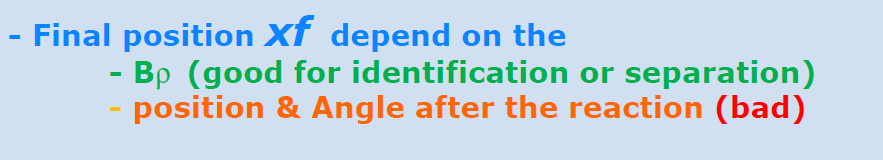 - Final position xf depend on the
- Bρ (good for identification or separation)
- position & Angle after the reaction (bad)